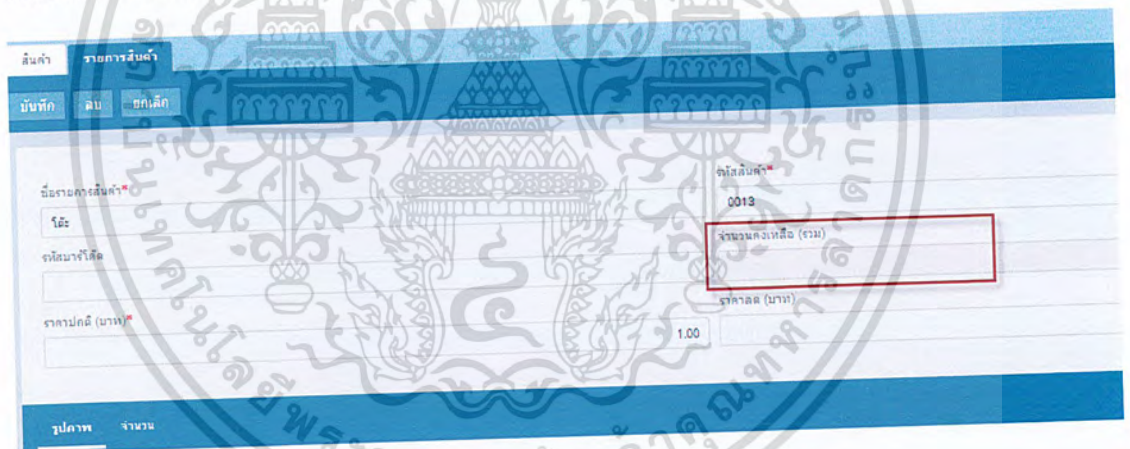 สินค้า รายการสินค้า
บันทึก ลบ ยกเลิก
ชื่อรายการสินค้า*
โต๊ะ
รหัสสินค้า*
0013
รหัสบาร์โค้ด
จำนวนคงเหลือ (รวม)
ราคาปกติ (บาท)*
1.00
ราคาลด (บาท)
รูปภาพ จำนวน